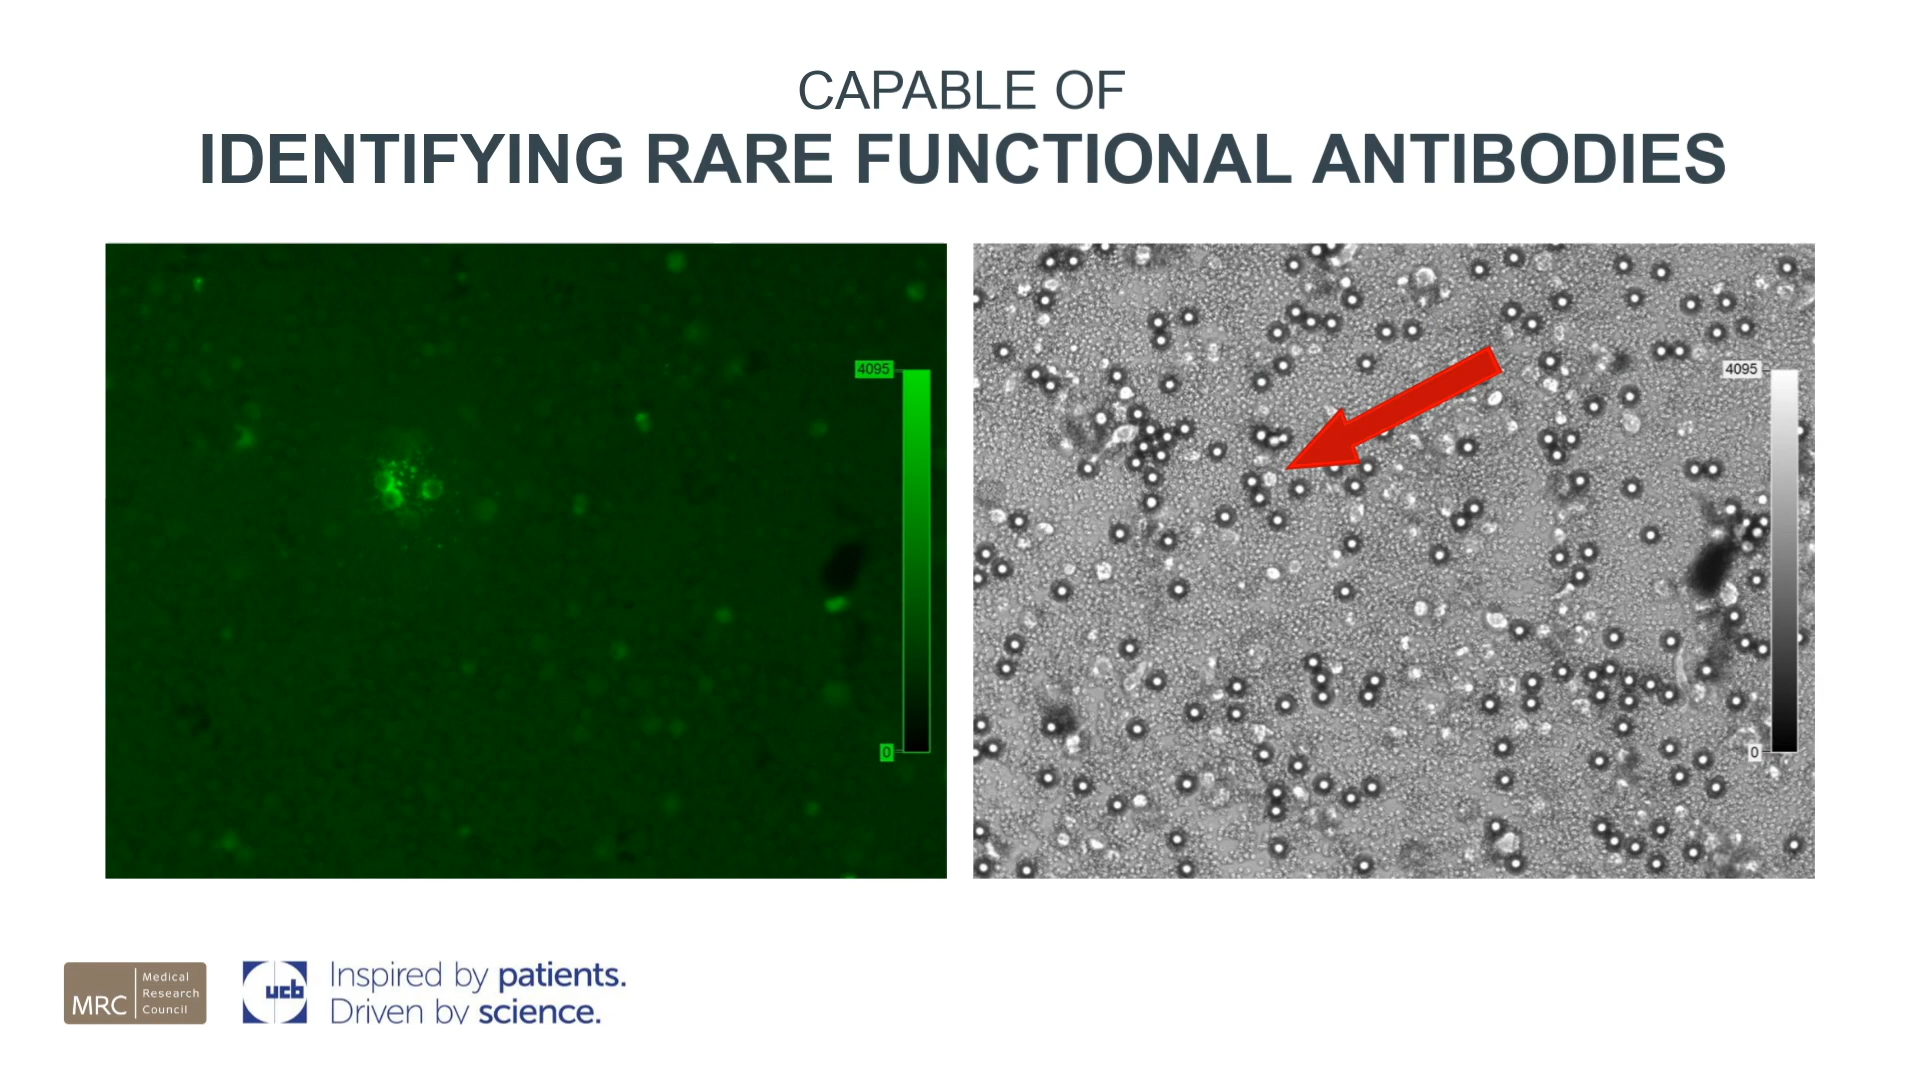 CAPABLE OF
IDENTIFYING RARE FUNCTIONAL ANTIBODIES
4095
0
4095
0
MRC
Medical
Research
Council
ucb
Inspired by patients.
Driven by science.